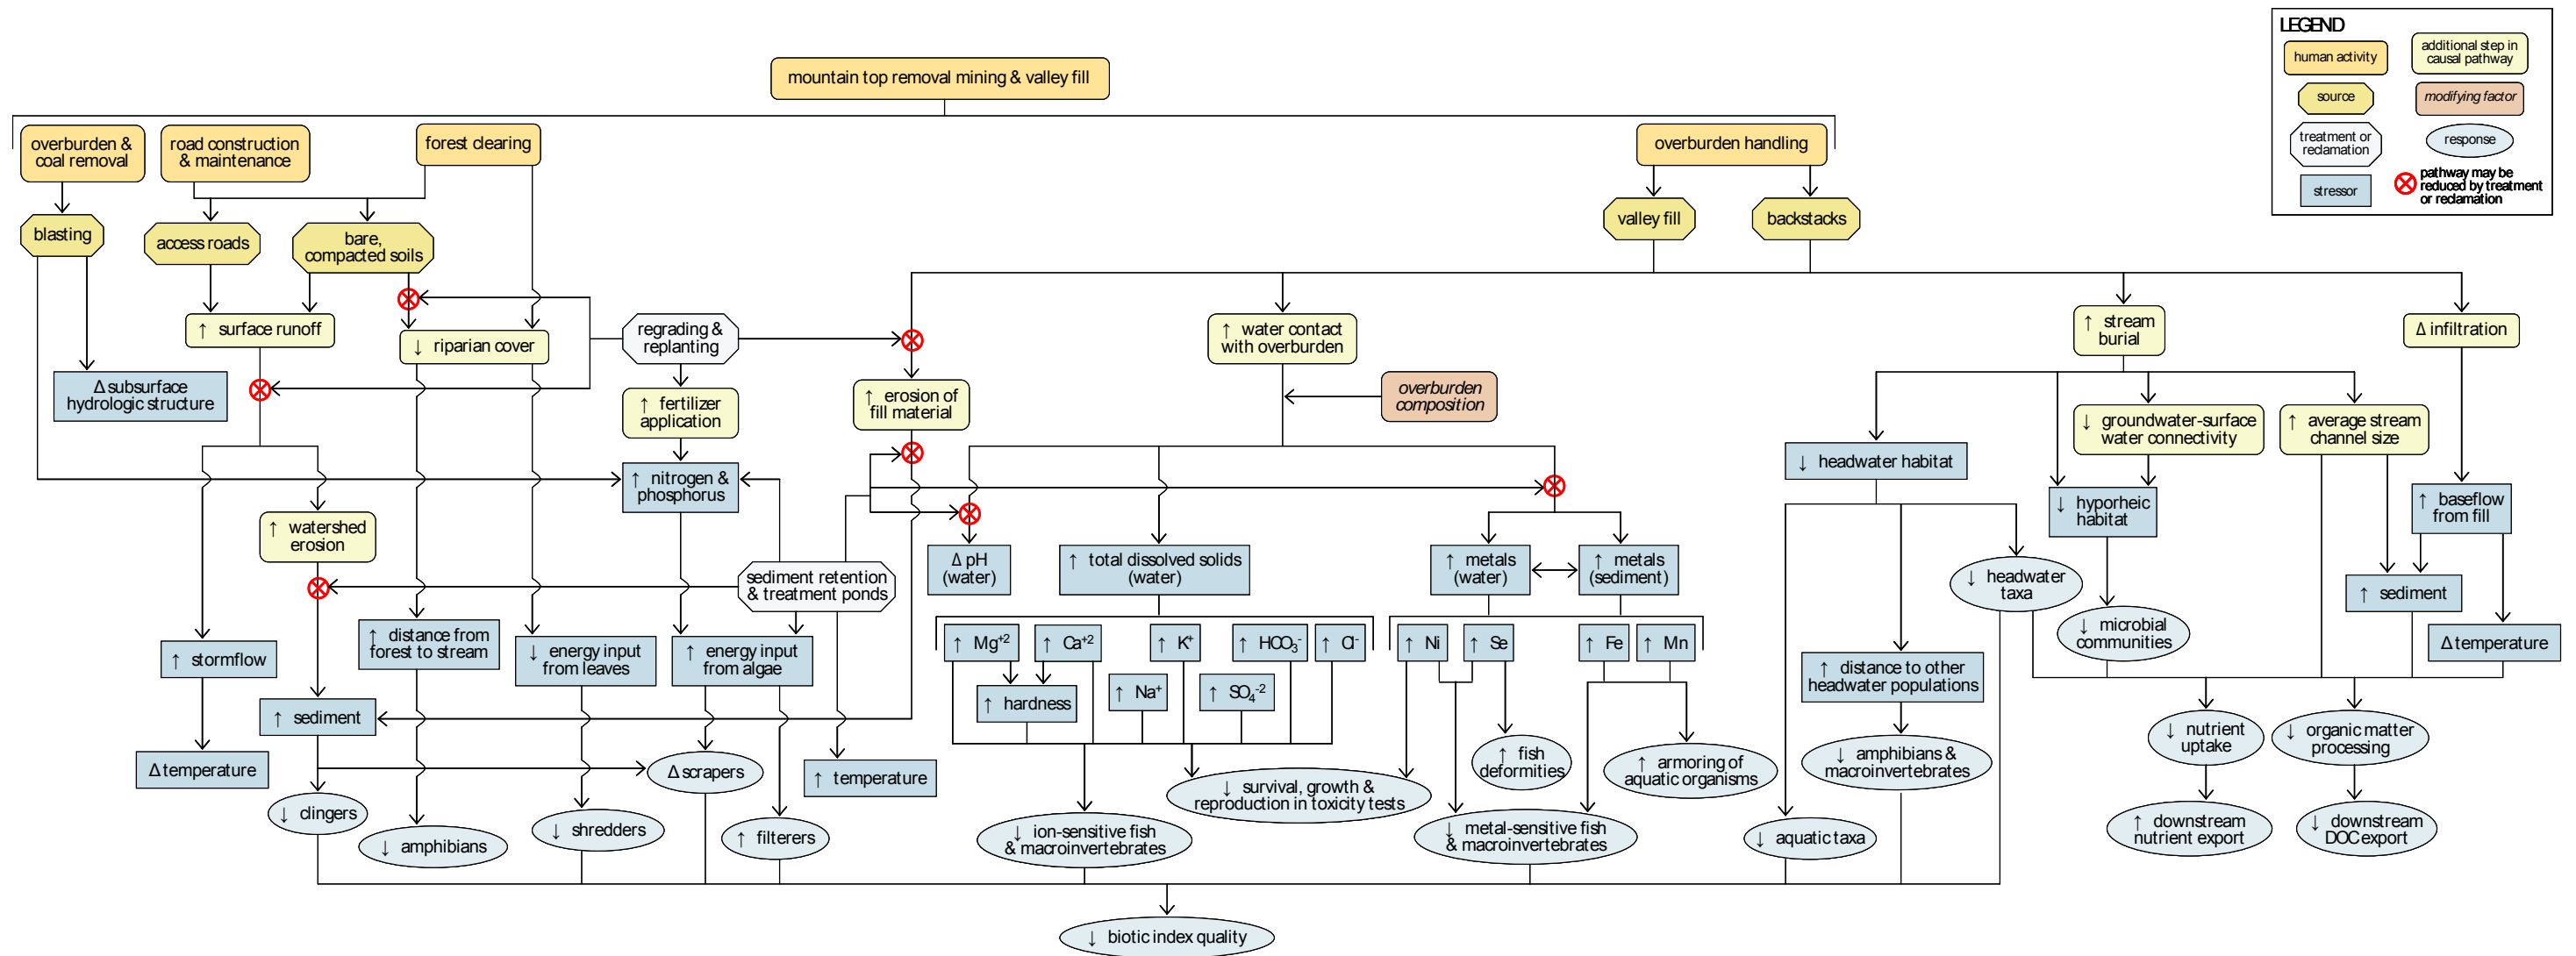 LEGEND
human activity
additional step in
causal pathway
source
modifying factor
treatment or
reclamation
response
stressor
pathway may be
reduced by treatment
or reclamation
mountain top removal mining & valley fill
overburden &
coal removal
road construction
& maintenance
forest clearing
overburden handling
blasting
access roads
bare,
compacted soils
valley fill
backstacks
↑ surface runoff
↓ riparian cover
regrading &
replanting
↑ water contact
with overburden
↑ stream
burial
Δ infiltration
Δ subsurface
hydrologic structure
↑ fertilizer
application
↑ erosion of
fill material
overburden
composition
↓ groundwater-surface
water connectivity
↑ average stream
channel size
↓ headwater habitat
↑ nitrogen &
phosphorus
↓ hyporheic
habitat
↑ baseflow
from fill
↑ watershed
erosion
Δ pH
(water)
↑ total dissolved solids
(water)
↑ metals
(water)
↑ metals
(sediment)
sediment retention
& treatment ponds
↓ headwater
taxa
↑ sediment
↑ stormflow
↑ distance from
forest to stream
↓ energy input
from leaves
↑ energy input
from algae
↑ Mg+2
↑ Ca+2
↑ K+
↑ HCO3-
↑ Cl-
↑ Ni
↑ Se
↑ Fe
↑ Mn
↓ microbial
communities
Δ temperature
↑ hardness
↑ Na+
↑ SO4-2
↑ distance to other
headwater populations
↑ sediment
Δ temperature
Δ scrapers
↑ temperature
↑ fish
deformities
↑ armoring of
aquatic organisms
↓ amphibians &
macroinvertebrates
↓ nutrient
uptake
↓ organic matter
processing
↓ survival, growth &
reproduction in toxicity tests
↓ clingers
↓ amphibians
↓ shredders
↑ filterers
↓ ion-sensitive fish
& macroinvertebrates
↓ metal-sensitive fish
& macroinvertebrates
↓ aquatic taxa
↑ downstream
nutrient export
↓ downstream
DOC export
↓ biotic index quality